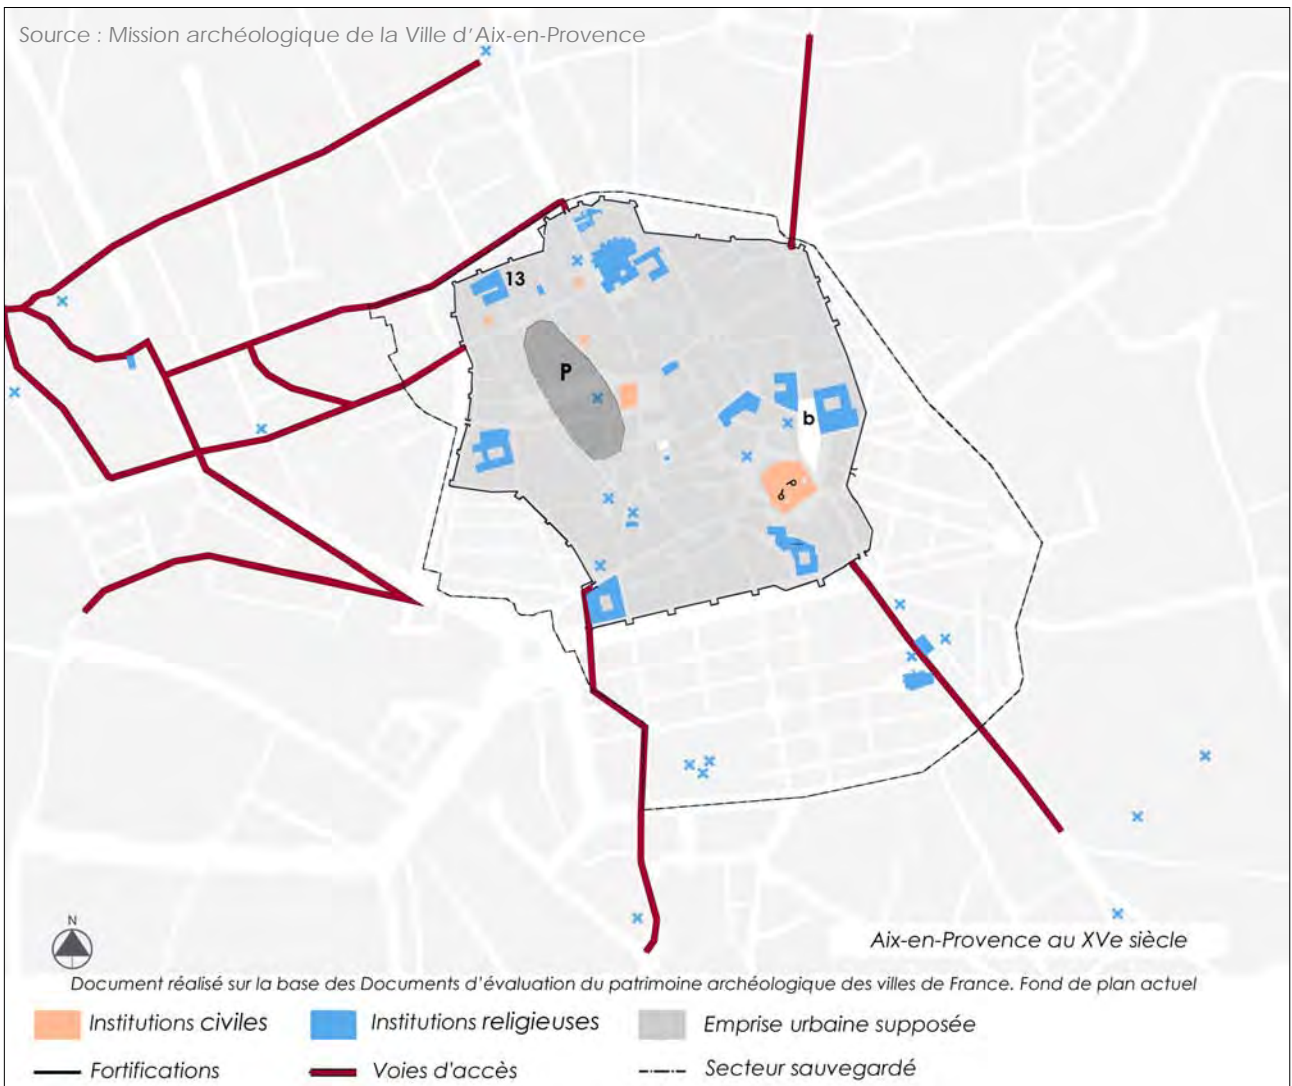 Source : Mission archéologique de la Ville d'Aix-en-Provence
13
P
b
P
N
Aix-en-Provence au XVe siècle
Document réalisé sur la base des Documents d'évaluation du patrimoine archéologique des villes de France. Fond de plan actuel
Institutions civiles
Institutions religieuses
Emprise urbaine supposée
Fortifications
Voies d'accès
Secteur sauvegardé